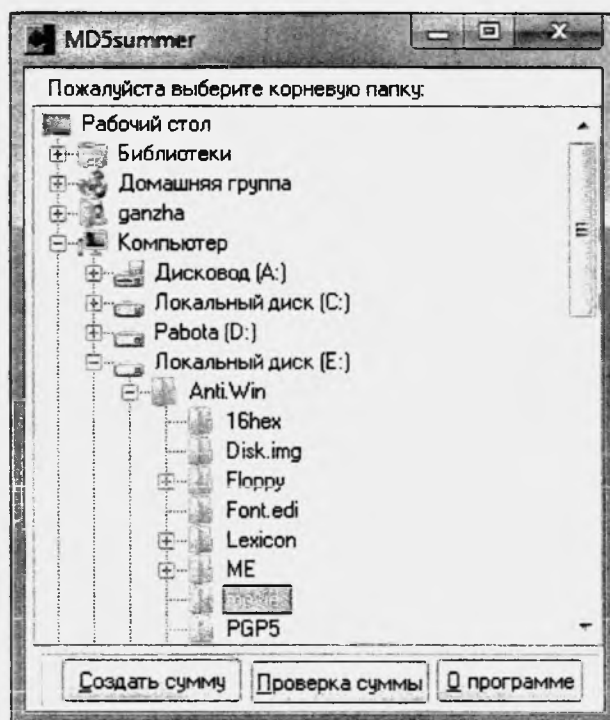 MD5summer
Пожалуйста выберите корневую папку:
Рабочий стол
Библиотеки
Домашняя группа
ganzha
Компьютер
Дисковод (A:)
Локальный диск (C:)
Pabota (D:)
Локальный диск (E:)
Anti.Win
16hex
Disk.img
Floppy
Font.edi
Lexicon
ME
PGP5
Создать сумму Проверка суммы О программе